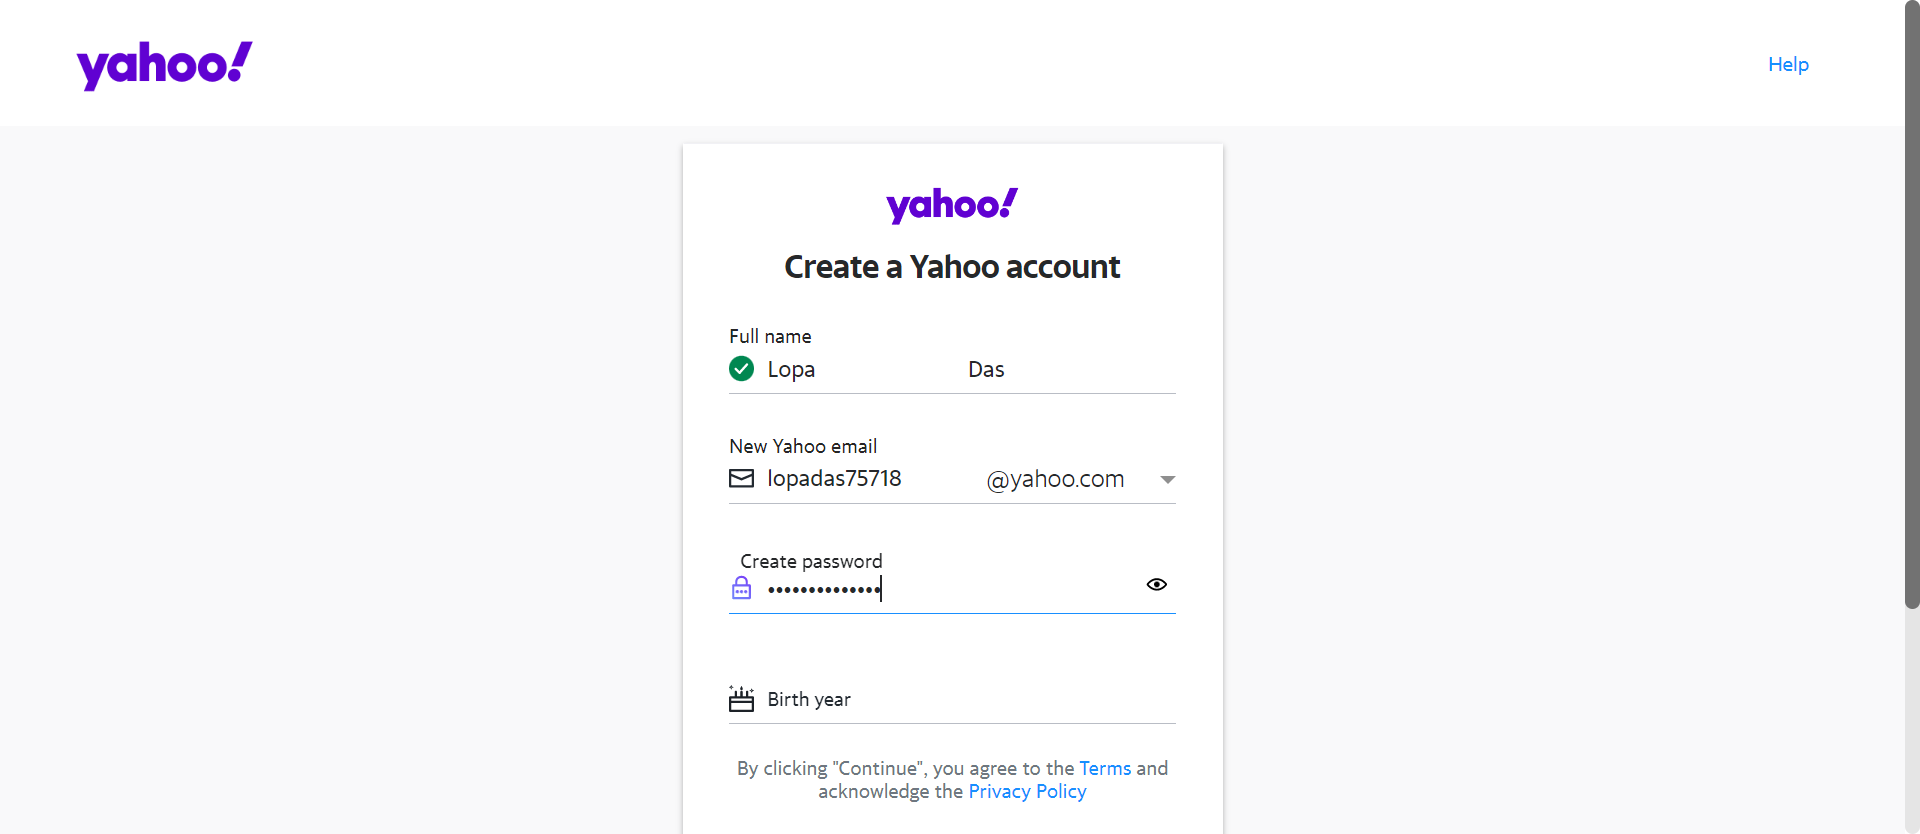 yahoo!
Help
yahoo!
Create a Yahoo account
Full name
Lopa Das
New Yahoo email
lopadas75718 @yahoo.com
Create password
••••••••••••••
Birth year
By clicking "Continue", you agree to the Terms and
acknowledge the Privacy Policy